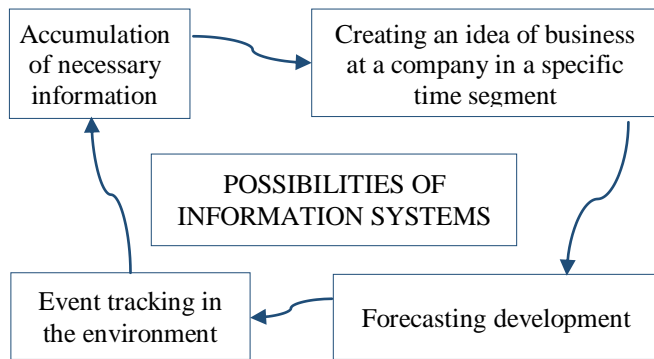 Accumulation
of necessary
information
Creating an idea of business
at a company in a specific
time segment
POSSIBILITIES OF
INFORMATION SYSTEMS
Event tracking in
the environment
Forecasting development